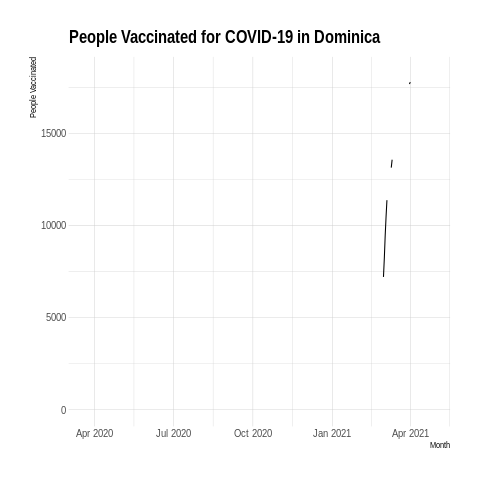 People Vaccinated for COVID-19 in Dominica
People Vaccinated
15000
10000
5000
0
Apr 2020 Jul 2020 Oct 2020 Jan 2021 Apr 2021
Month